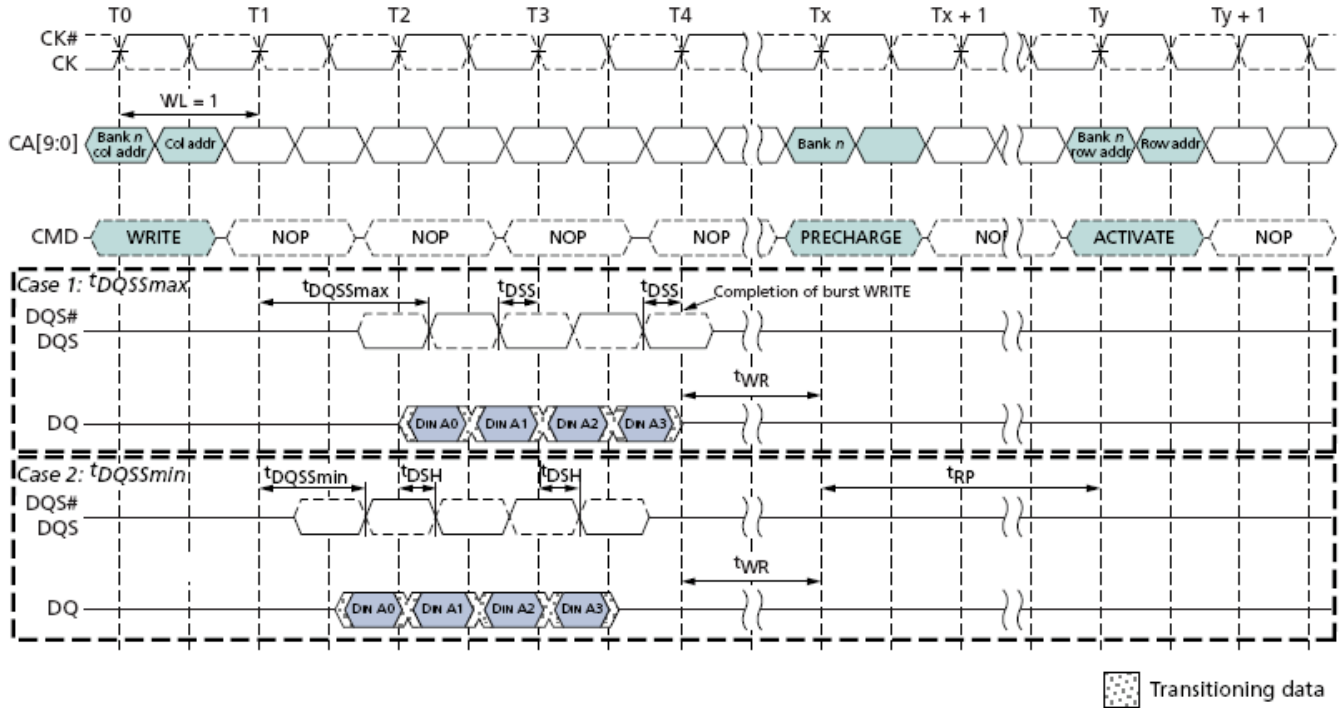 T0 T1 T2 T3 T4 Tx Tx + 1 Ty Ty + 1
CK#
CK
WL = 1
CA[9:0] Bank n col addr Col addr Bank n Bank n row addr Row addr
CMD WRITE NOP NOP NOP NOP PRECHARGE NOP ACTIVATE NOP
Case 1: tDQSSmax
tDQSSmax tDSS tDSS Completion of burst WRITE
DQS#
DQS
tWR
DQ DIN A0 DIN A1 DIN A2 DIN A3
Case 2: tDQSSmin
tDQSSmin tDSH tDSH tRP
DQS#
DQS
tWR
DQ DIN A0 DIN A1 DIN A2 DIN A3
Transitioning data